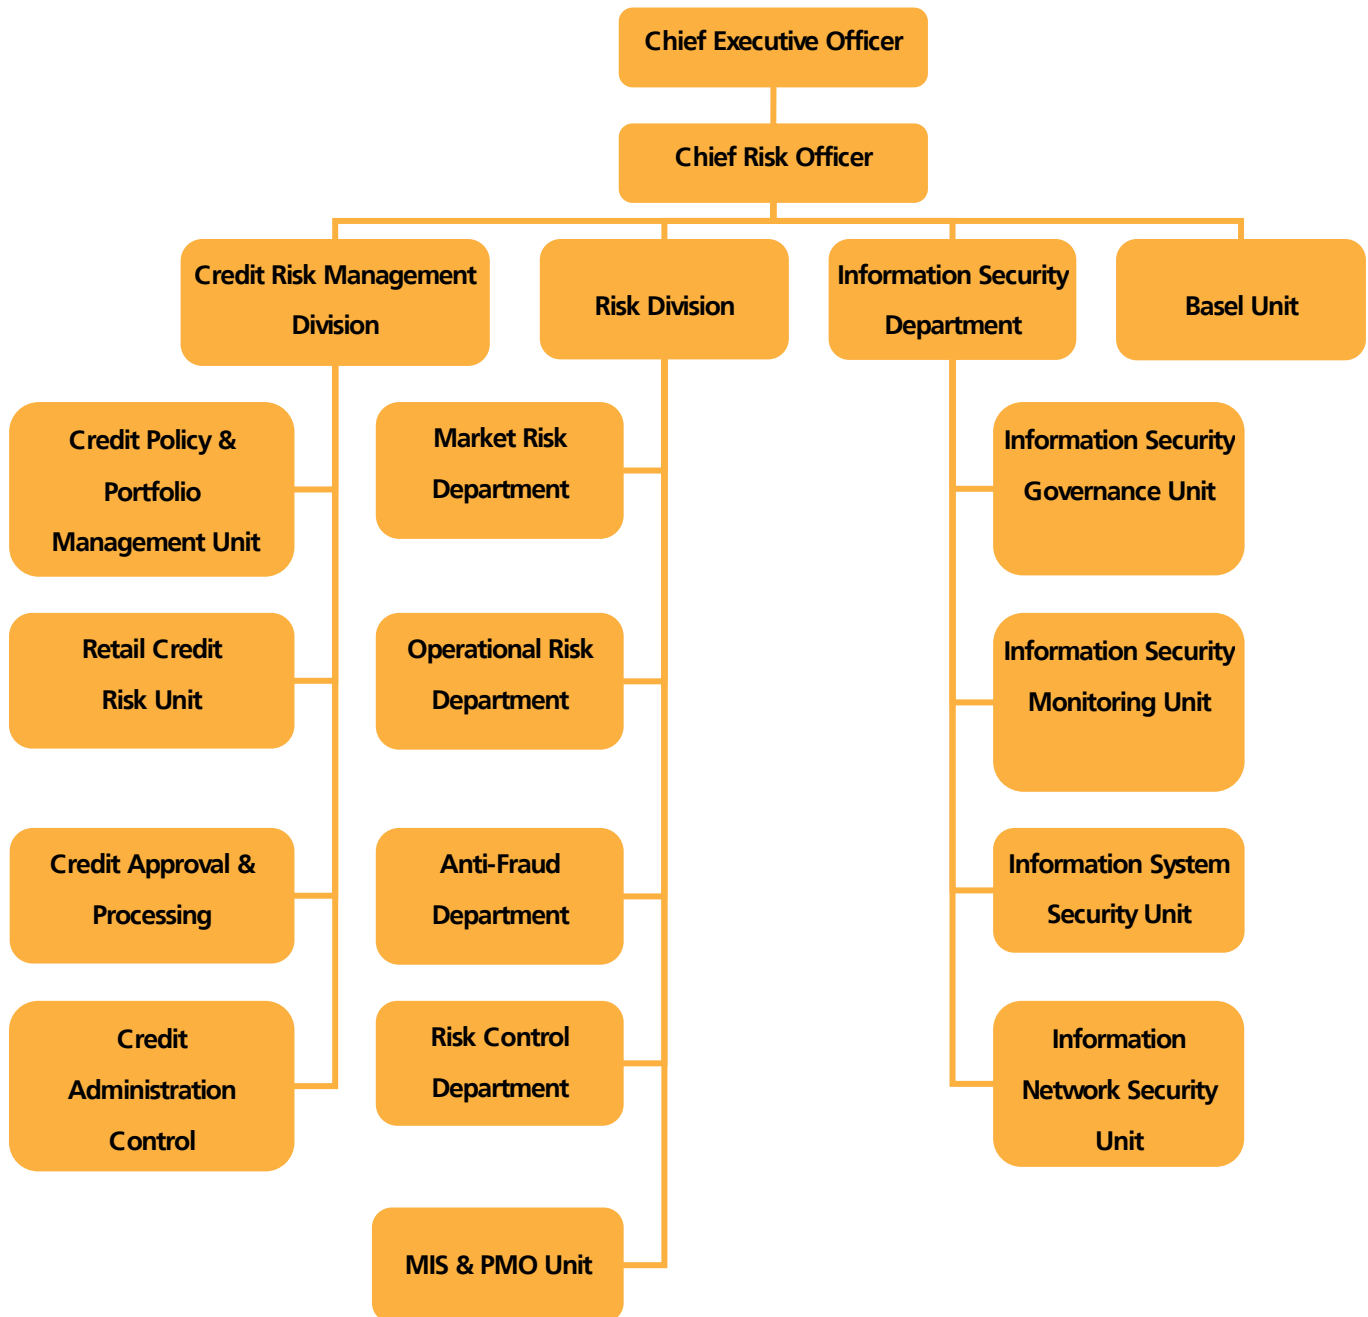 Chief Executive Officer
Chief Risk Officer
Credit Risk Management
Division
Risk Division
Information Security
Department
Basel Unit
Credit Policy &
Portfolio
Management Unit
Retail Credit
Risk Unit
Credit Approval &
Processing
Credit
Administration
Control
Market Risk
Department
Operational Risk
Department
Anti-Fraud
Department
Risk Control
Department
MIS & PMO Unit
Information Security
Governance Unit
Information Security
Monitoring Unit
Information System
Security Unit
Information
Network Security
Unit